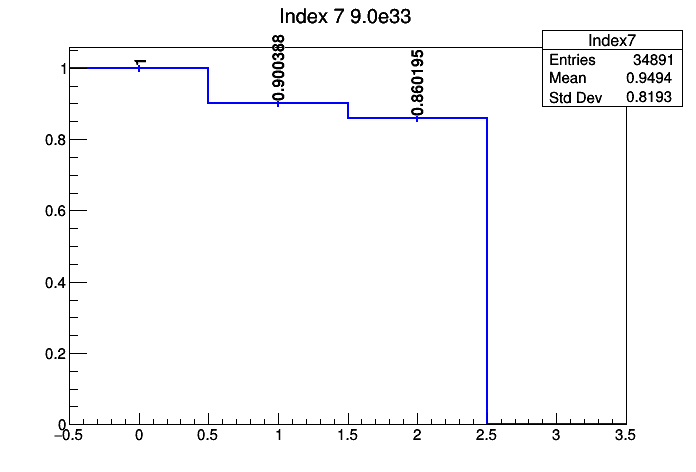 Index 7 9.0e33
Index7
Entries 34891
Mean 0.9494
Std Dev 0.8193
1
0.900388
0.860195
1
0.8
0.6
0.4
0.2
0
−0.5 0 0.5 1 1.5 2 2.5 3 3.5